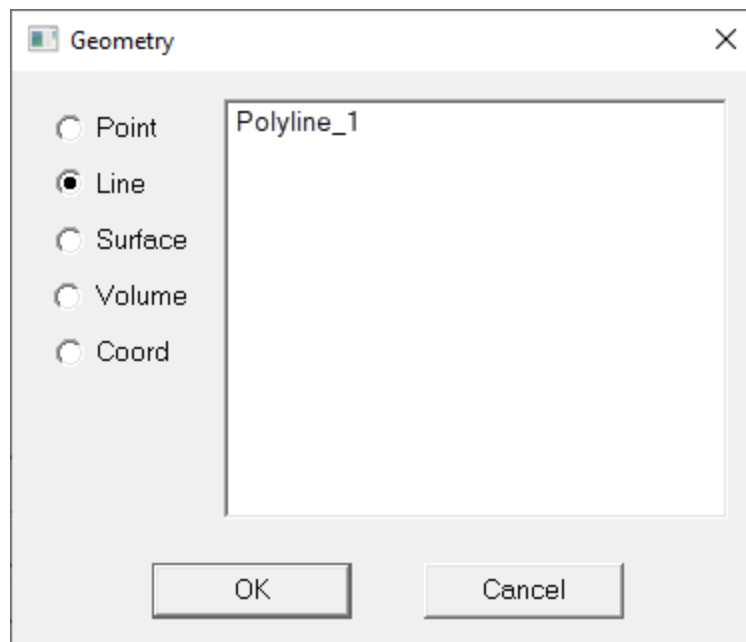 Geometry
Point
Polyline_1
Line
Surface
Volume
Coord
OK
Cancel